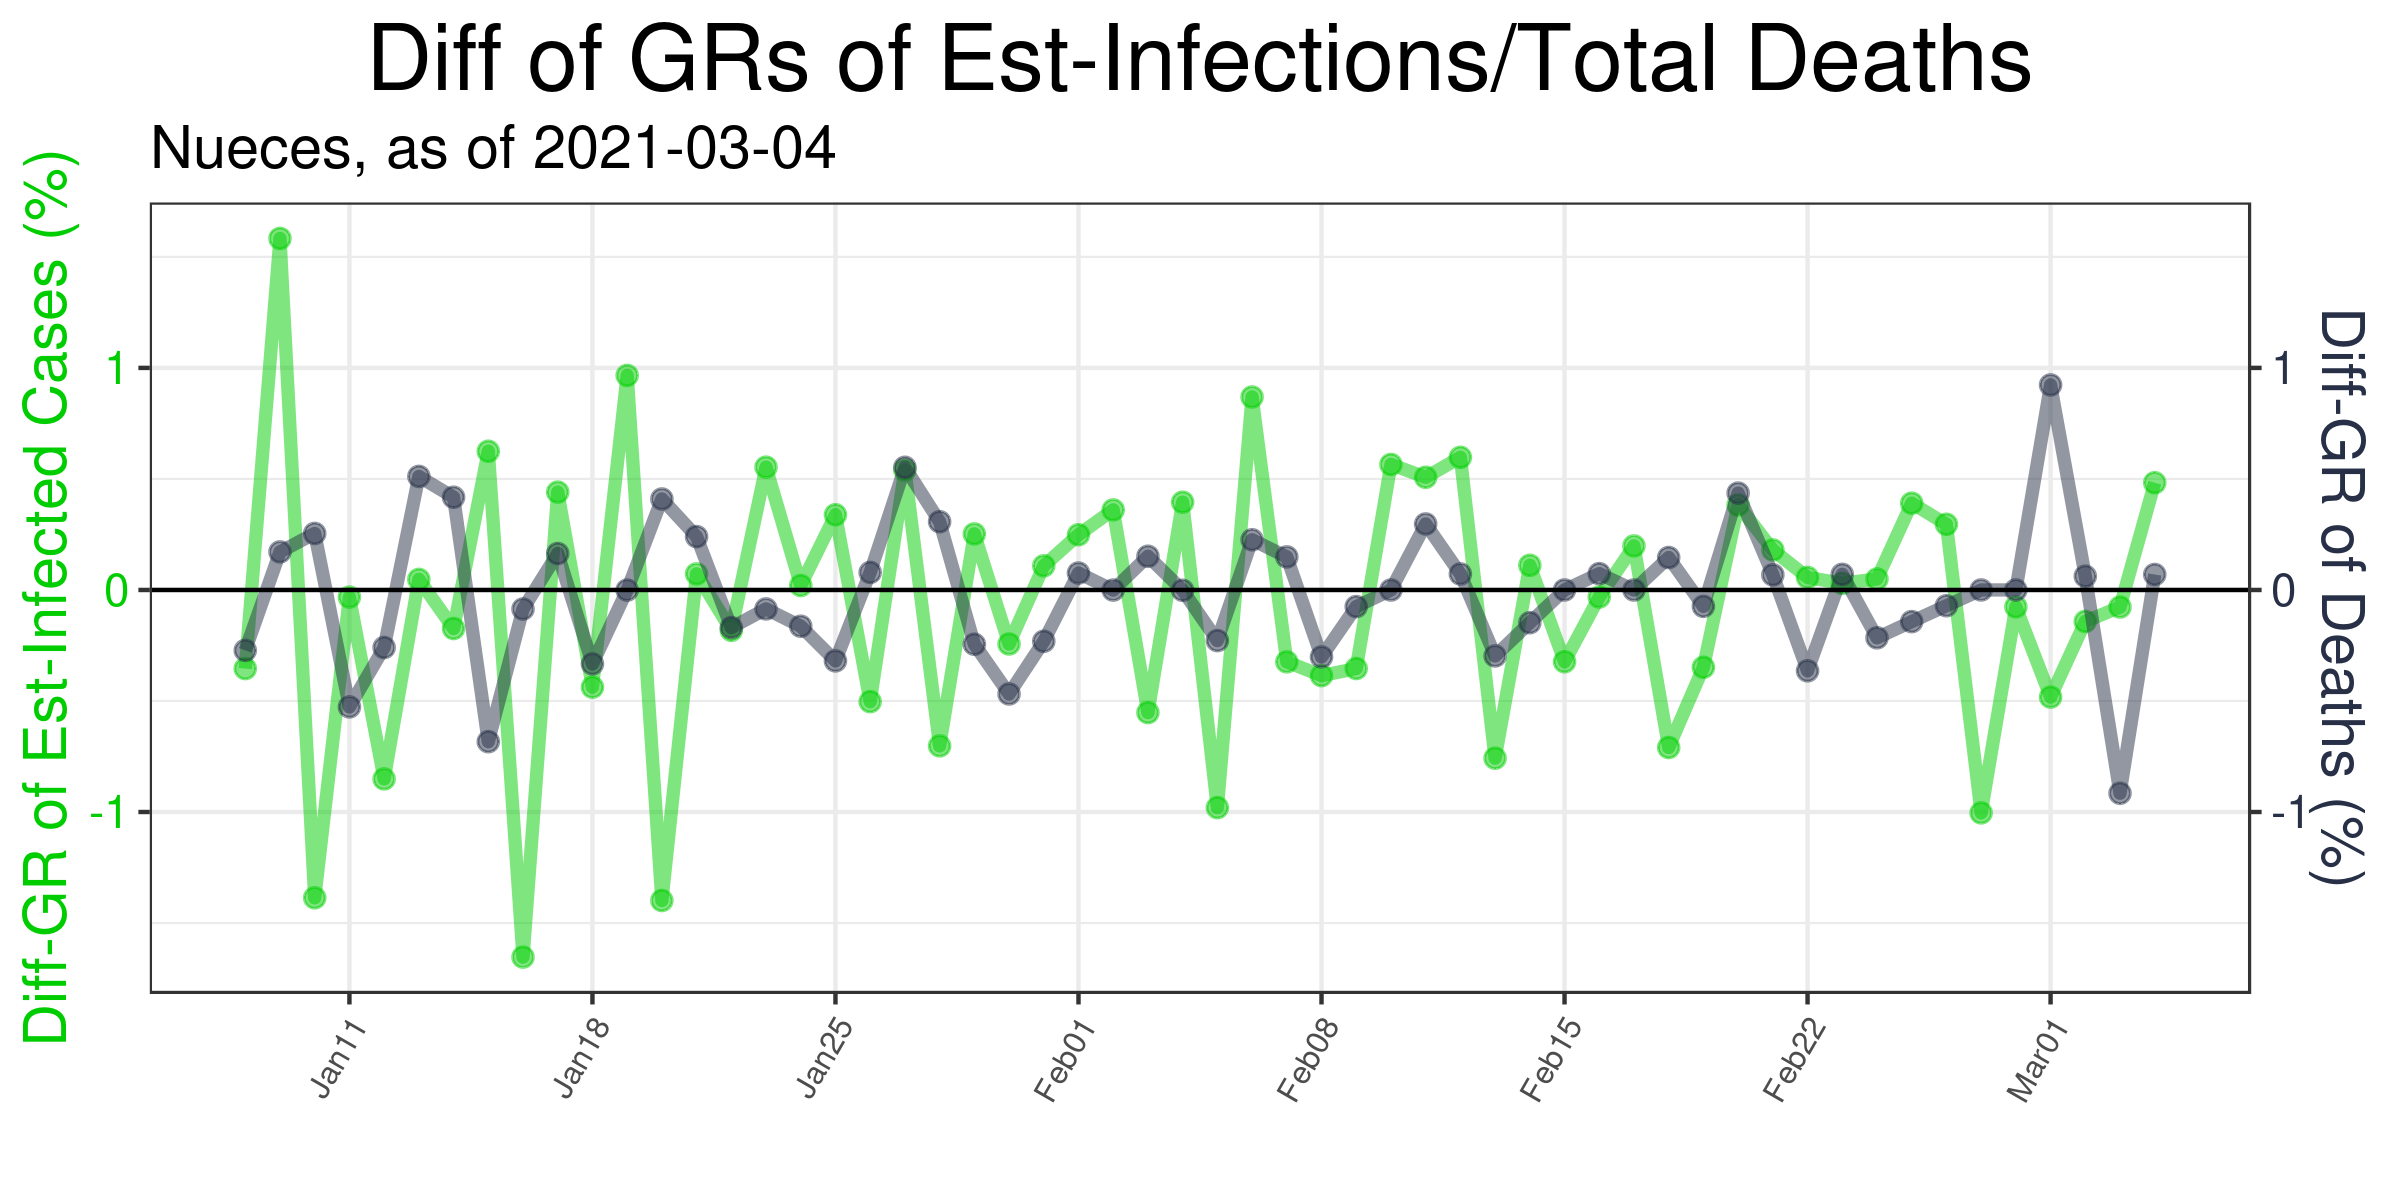 Diff of GRs of Est-Infections/Total Deaths
Nueces, as of 2021-03-04
Diff-GR of Est-Infected Cases (%)
1
0
-1
1
0
-1
Diff-GR of Deaths (%)
Jan11
Jan18
Jan25
Feb01
Feb08
Feb15
Feb22
Mar01